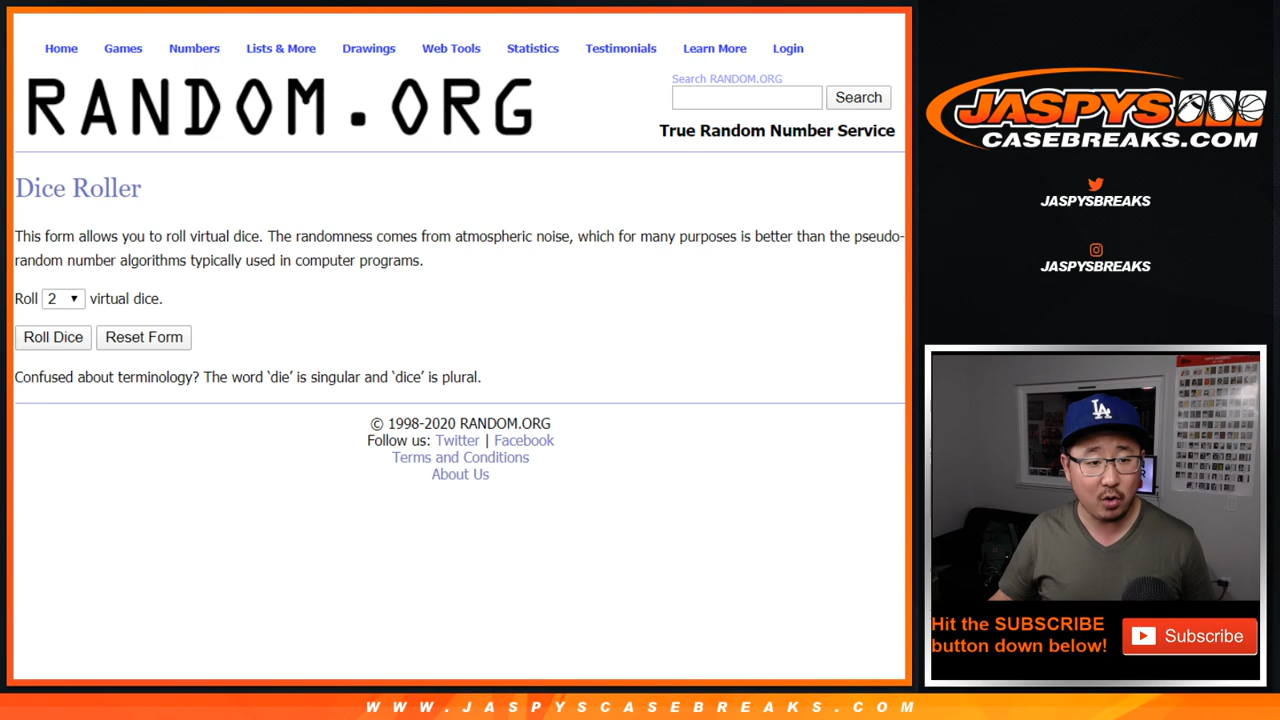 Home Games Numbers Lists & More Drawings Web Tools Statistics Testimonials Learn More Login
RANDOM.ORG
Search RANDOM.ORG
Search
True Random Number Service
Dice Roller
This form allows you to roll virtual dice. The randomness comes from atmospheric noise, which for many purposes is better than the pseudo-
random number algorithms typically used in computer programs.
Roll 2 virtual dice.
Roll Dice Reset Form
Confused about terminology? The word ‘die’ is singular and ‘dice’ is plural.
© 1998-2020 RANDOM.ORG
Follow us: Twitter | Facebook
Terms and Conditions
About Us
JASPYS
CASEBREAKS.COM
JASPYSBREAKS
JASPYSBREAKS
LA
Hit the SUBSCRIBE
button down below!
Subscribe
WWW.JASPYSCASEBREAKS.COM